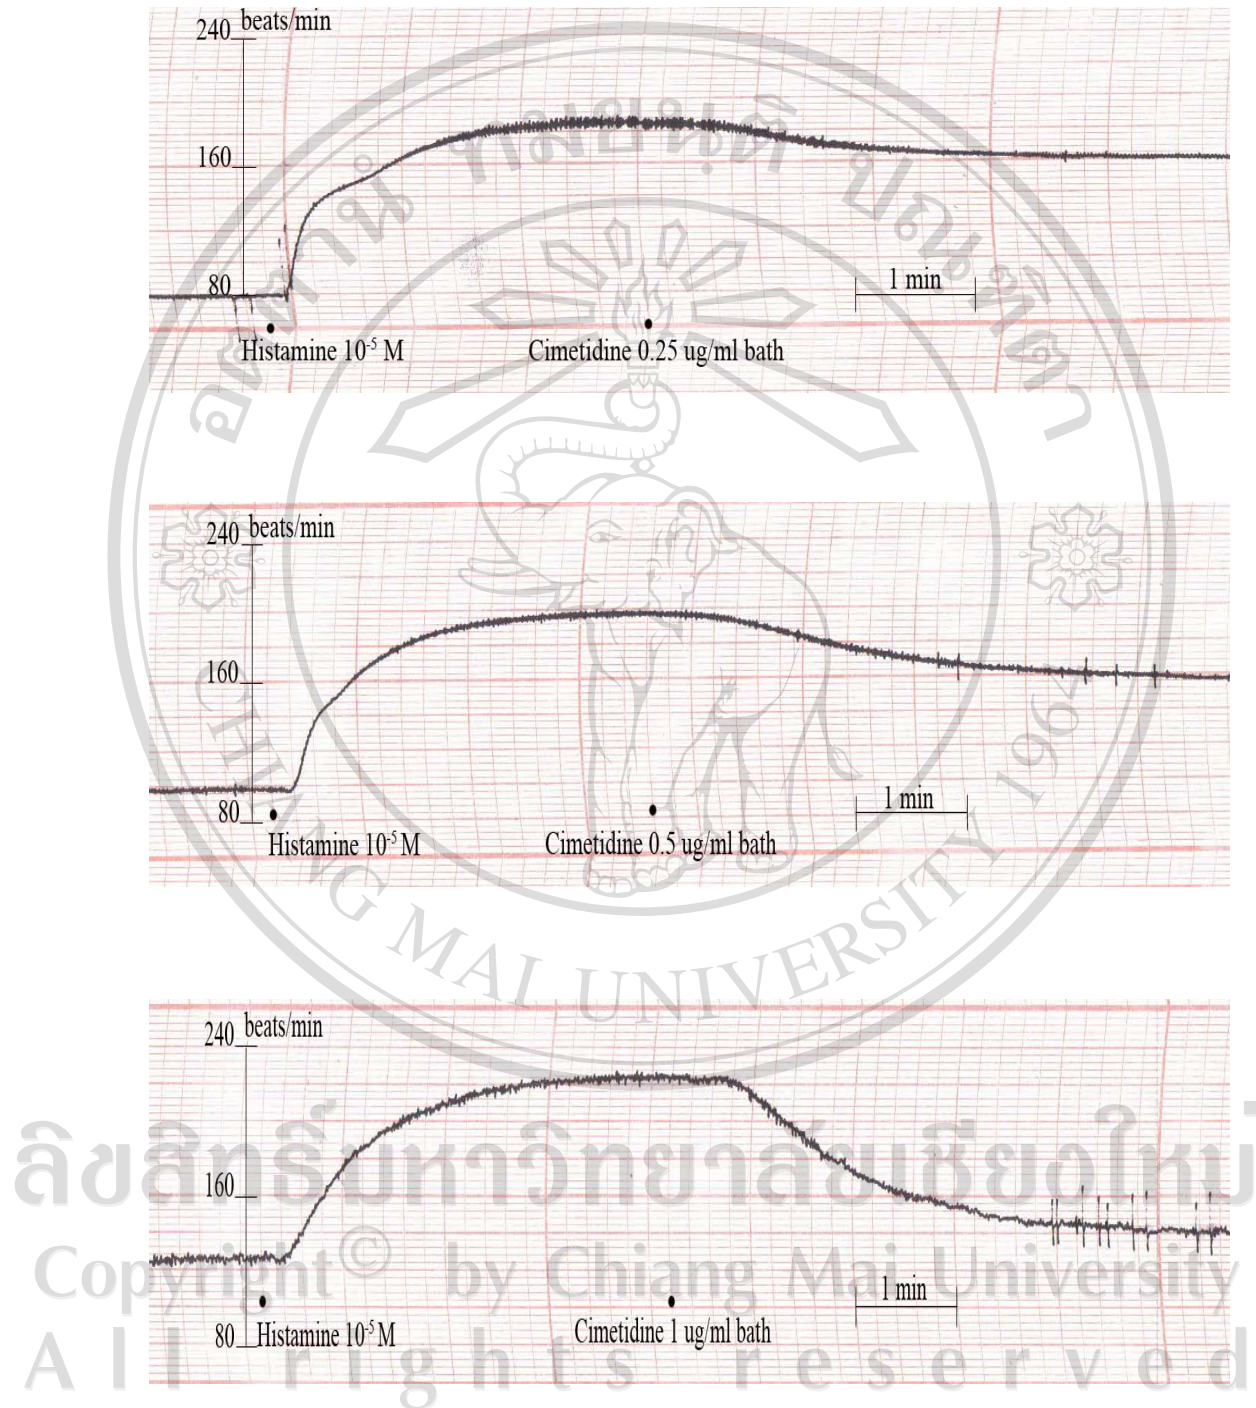 240 beats/min
160
80
1 min
Histamine 10⁻⁵ M
Cimetidine 0.25 ug/ml bath
240 beats/min
160
80
1 min
Histamine 10⁻⁵ M
Cimetidine 0.5 ug/ml bath
CHIANG MAI UNIVERSITY 1964
240 beats/min
160
80
1 min
Histamine 10⁻⁵ M
Cimetidine 1 ug/ml bath
ลิขสิทธิ์มหาวิทยาลัยเชียงใหม่
Copyright© by Chiang Mai University
All rights reserved